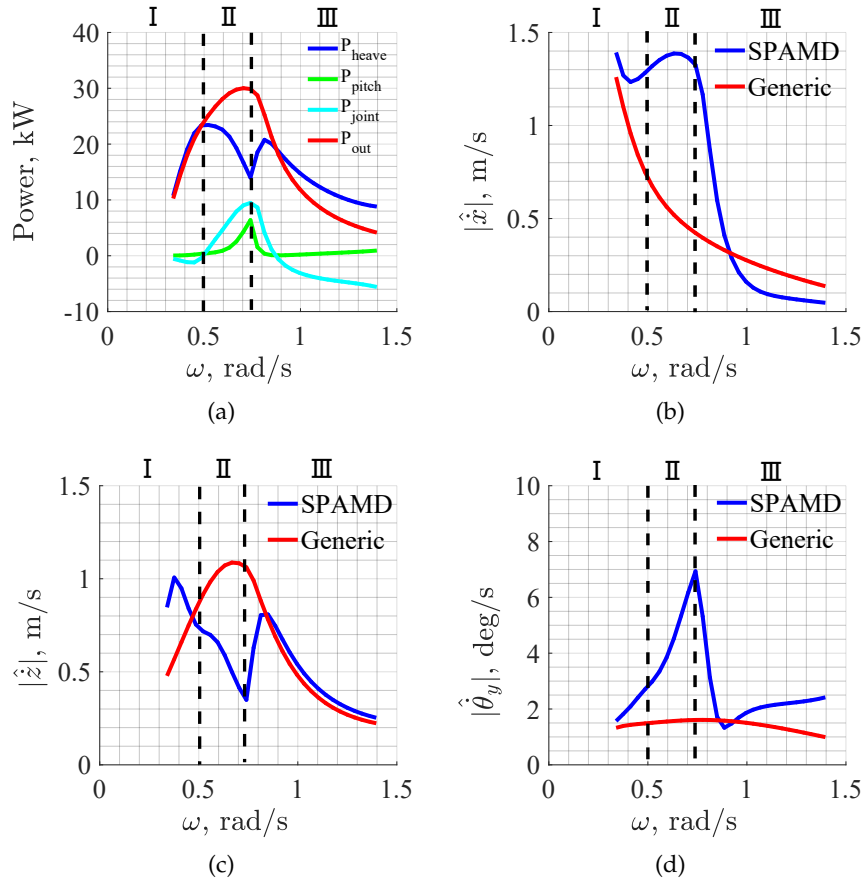 Ⅰ Ⅱ Ⅲ
Power, kW
40
30
20
10
0
-10
P_heave
P_pitch
P_joint
P_out
0 0.5 1 1.5
ω, rad/s
(a)
Ⅰ Ⅱ Ⅲ
|ẋ̂|, m/s
1.5
1
0.5
0
SPAMD
Generic
0 0.5 1 1.5
ω, rad/s
(b)
Ⅰ Ⅱ Ⅲ
|ż̂|, m/s
1.5
1
0.5
0
SPAMD
Generic
0 0.5 1 1.5
ω, rad/s
(c)
Ⅰ Ⅱ Ⅲ
|θ̇̂_y|, deg/s
10
8
6
4
2
0
SPAMD
Generic
0 0.5 1 1.5
ω, rad/s
(d)